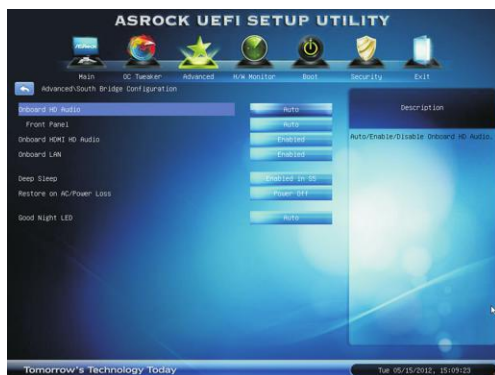 ASROCK UEFI SETUP UTILITY
Main OC Tweaker Advanced H/W Monitor Boot Security Exit
Advanced\South Bridge Configuration
Description
Onboard HD Audio Auto
Front Panel Auto
Auto/Enable/Disable Onboard HD Audio.
Onboard HDMI HD Audio Enabled
Onboard LAN Enabled
Deep Sleep Enabled in S5
Restore on AC/Power Loss Power Off
Good Night LED Auto
Tomorrow's Technology Today
Tue 05/15/2012, 15:09:23